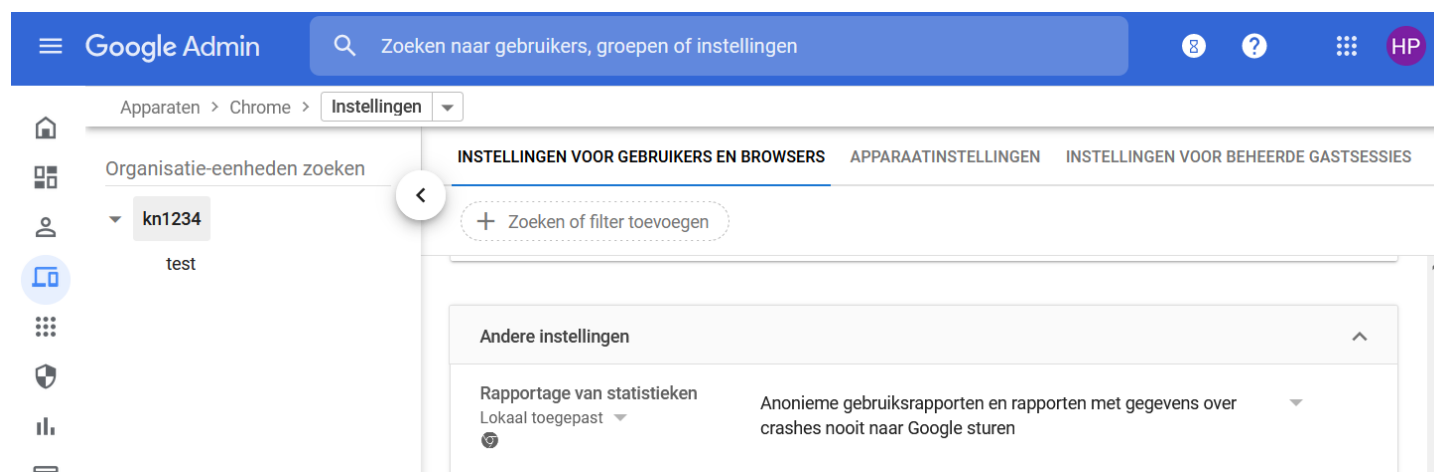 Google Admin
Zoeken naar gebruikers, groepen of instellingen
8
?
HP
Apparaten > Chrome > Instellingen
Organisatie-eenheden zoeken
kn1234
test
INSTELLINGEN VOOR GEBRUIKERS EN BROWSERS
APPARAATINSTELLINGEN
INSTELLINGEN VOOR BEHEERDE GASTSESSIES
+ Zoeken of filter toevoegen
Andere instellingen
Rapportage van statistieken
Lokaal toegepast
Anonieme gebruiksrapporten en rapporten met gegevens over
crashes nooit naar Google sturen